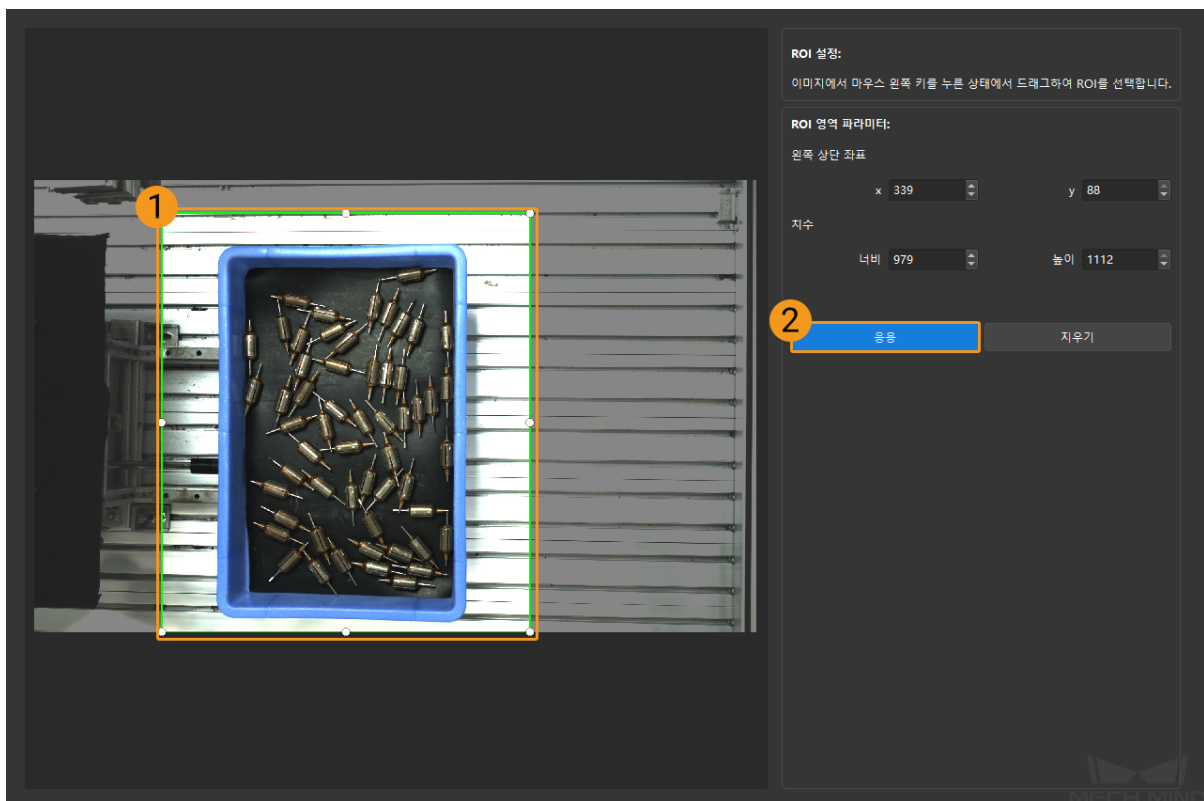 ROI 설정:
이미지에서 마우스 왼쪽 키를 누른 상태에서 드래그하여 ROI를 선택합니다.
ROI 영역 파라미터:
왼쪽 상단 좌표
1
x 339 y 88
치수
너비 979 높이 1112
2
응용 지우기
MECH MIND